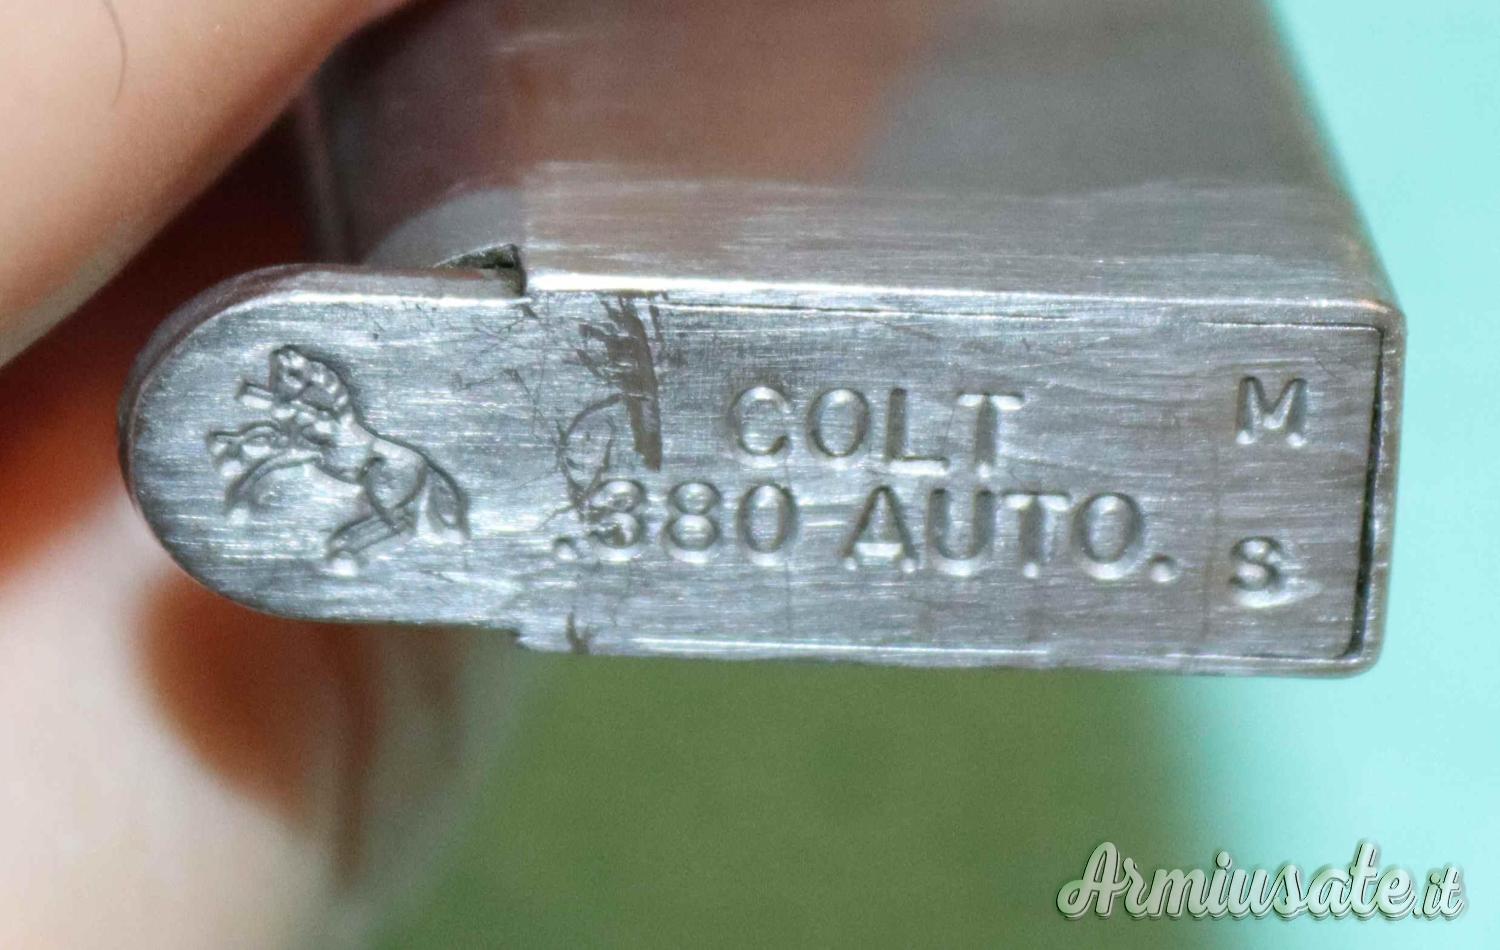 COLT
.380 AUTO.
M
S
Armiusate.it